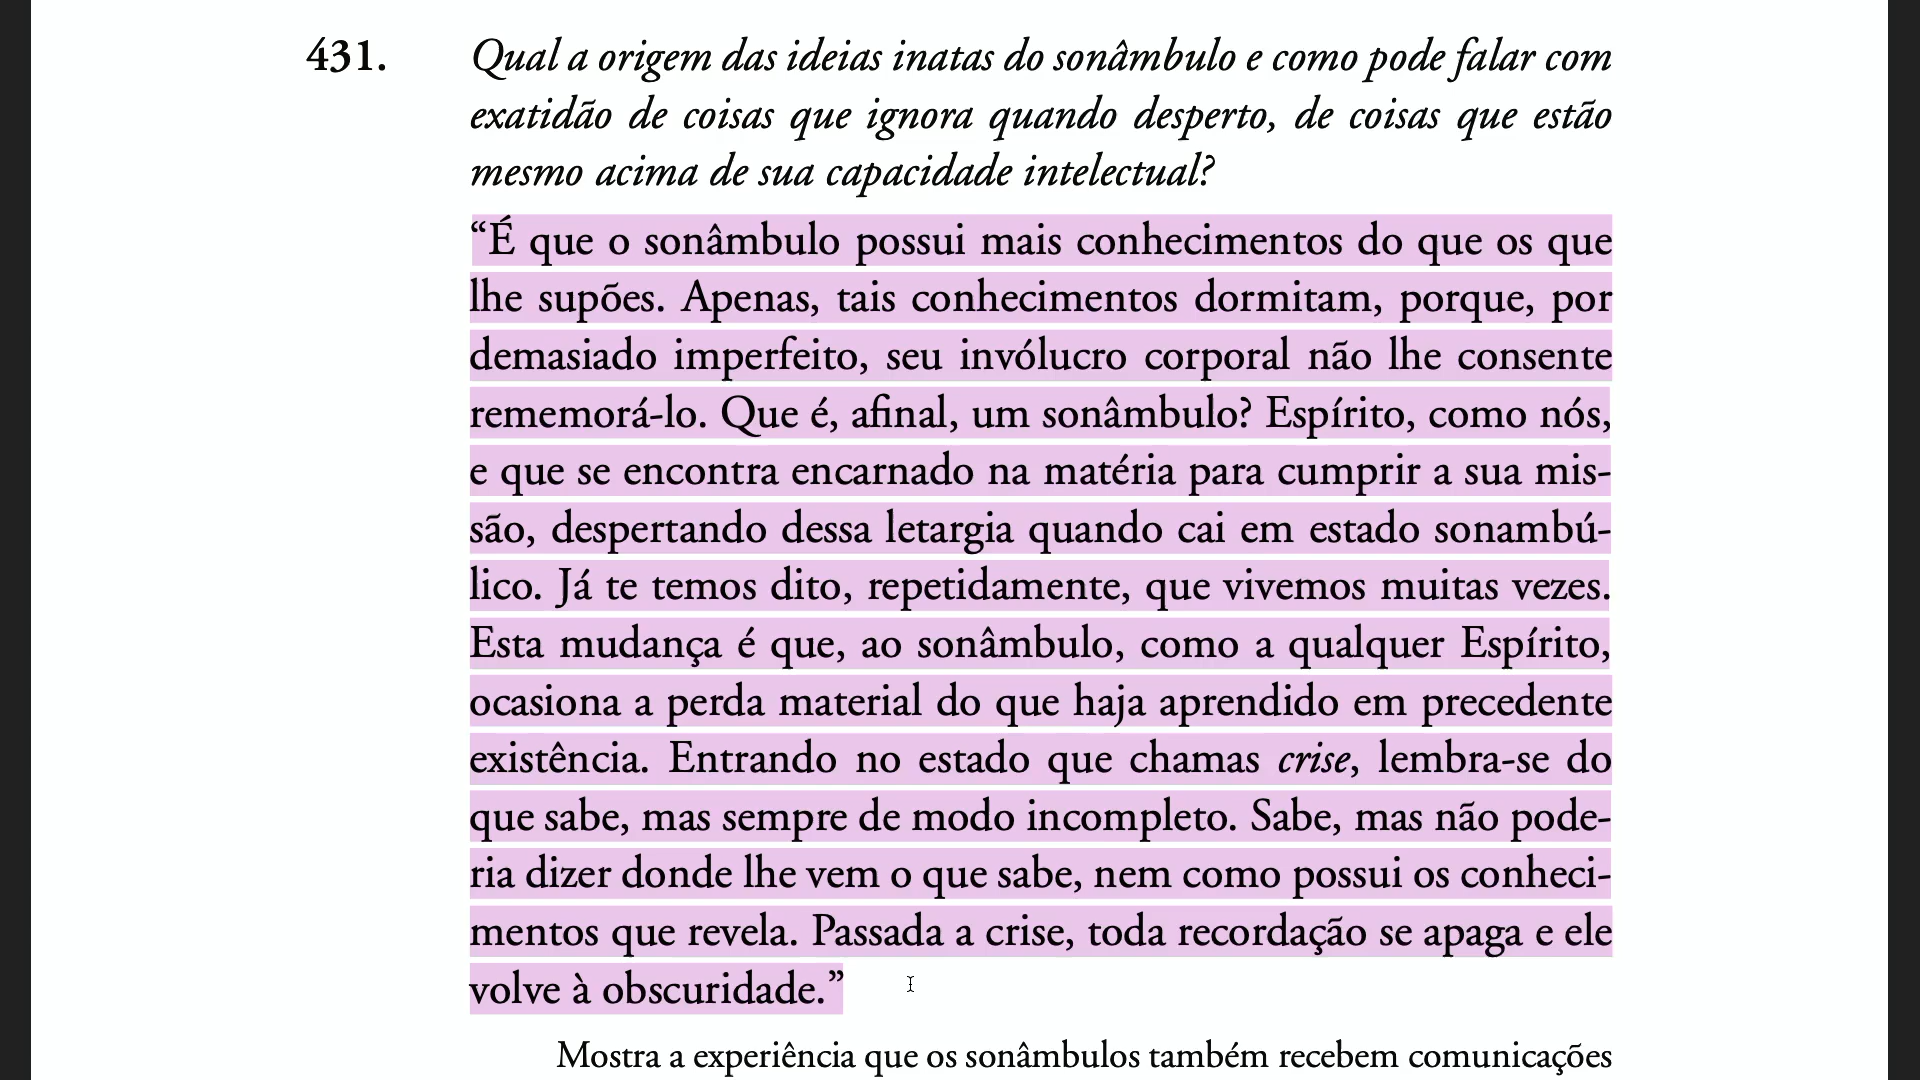 431. Qual a origem das ideias inatas do sonâmbulo e como pode falar com
exatidão de coisas que ignora quando desperto, de coisas que estão
mesmo acima de sua capacidade intelectual?
“É que o sonâmbulo possui mais conhecimentos do que os que
lhe supões. Apenas, tais conhecimentos dormitam, porque, por
demasiado imperfeito, seu invólucro corporal não lhe consente
rememorá-lo. Que é, afinal, um sonâmbulo? Espírito, como nós,
e que se encontra encarnado na matéria para cumprir a sua mis-
são, despertando dessa letargia quando cai em estado sonambú-
lico. Já te temos dito, repetidamente, que vivemos muitas vezes.
Esta mudança é que, ao sonâmbulo, como a qualquer Espírito,
ocasiona a perda material do que haja aprendido em precedente
existência. Entrando no estado que chamas crise, lembra-se do
que sabe, mas sempre de modo incompleto. Sabe, mas não pode-
ria dizer donde lhe vem o que sabe, nem como possui os conheci-
mentos que revela. Passada a crise, toda recordação se apaga e ele
volve à obscuridade.”
Mostra a experiência que os sonâmbulos também recebem comunicações